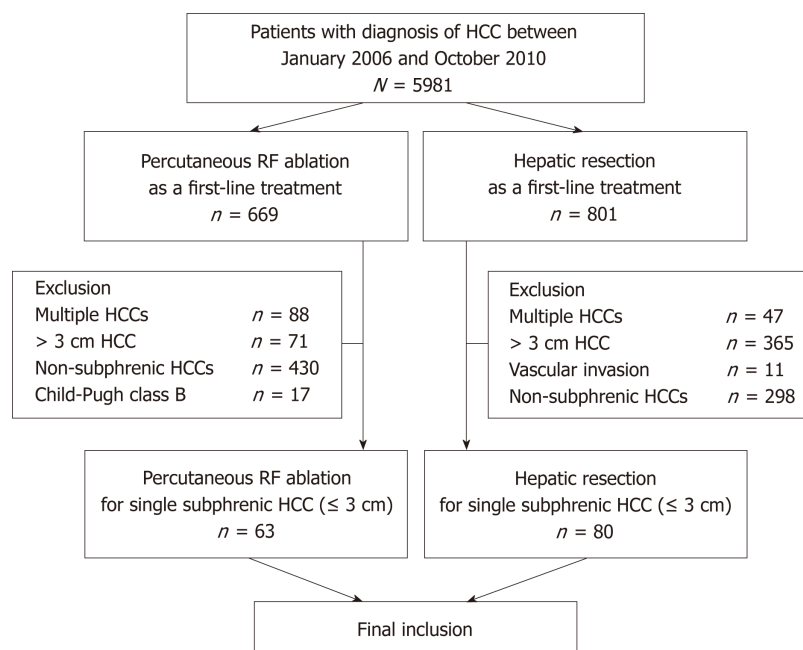 Patients with diagnosis of HCC between
January 2006 and October 2010
N = 5981
Percutaneous RF ablation
as a first-line treatment
n = 669
Hepatic resection
as a first-line treatment
n = 801
Exclusion
Multiple HCCs n = 88
> 3 cm HCC n = 71
Non-subphrenic HCCs n = 430
Child-Pugh class B n = 17
Exclusion
Multiple HCCs n = 47
> 3 cm HCC n = 365
Vascular invasion n = 11
Non-subphrenic HCCs n = 298
Percutaneous RF ablation
for single subphrenic HCC (≤ 3 cm)
n = 63
Hepatic resection
for single subphrenic HCC (≤ 3 cm)
n = 80
Final inclusion